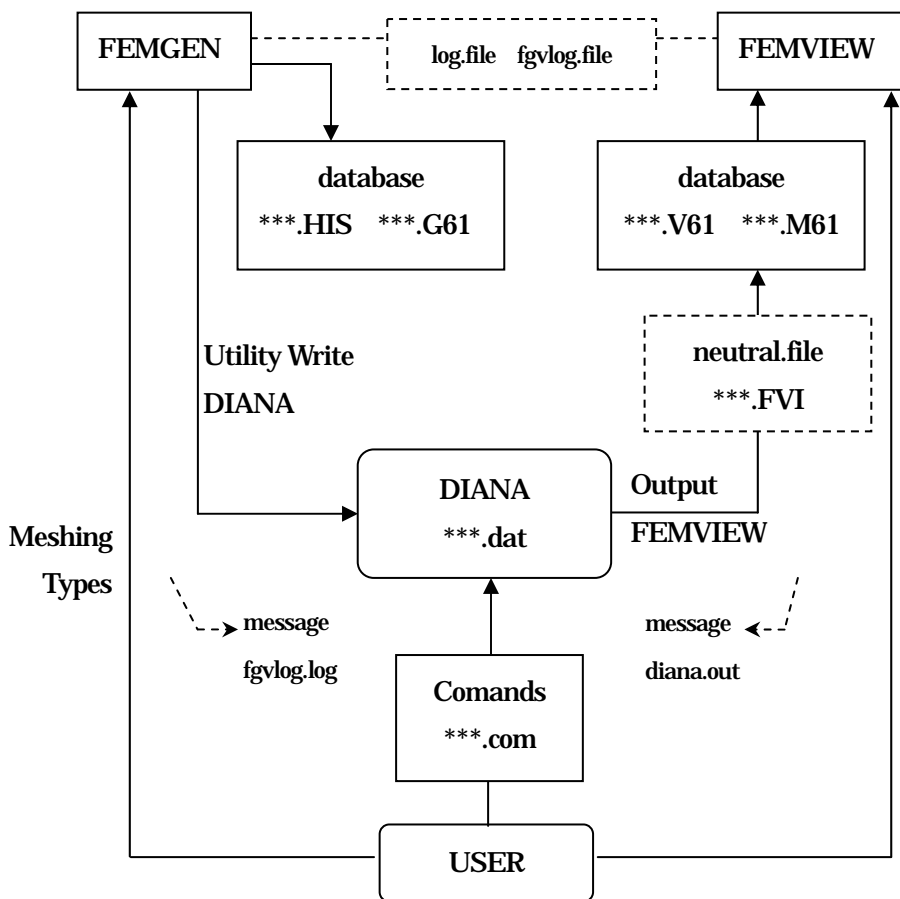 FEMGEN
log.file fgvlog.file
FEMVIEW
database
***.HIS ***.G61
database
***.V61 ***.M61
neutral.file
***.FVI
Utility Write
DIANA
DIANA
***.dat
Output
FEMVIEW
Meshing
Types
message
fgvlog.log
message
diana.out
Comands
***.com
USER